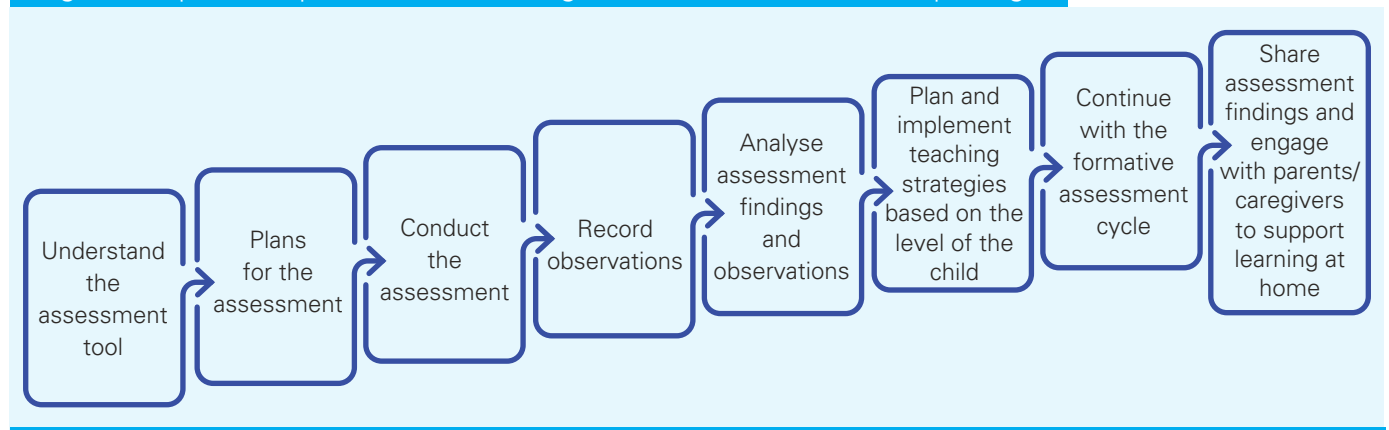 Understand
the
assessment
tool
Plans
for the
assessment
Conduct
the
assessment
Record
observations
Analyse
assessment
findings
and
observations
Plan and
implement
teaching
strategies
based on the
level of the
child
Continue
with the
formative
assessment
cycle
Share
assessment
findings and
engage
with parents/
caregivers
to support
learning at
home